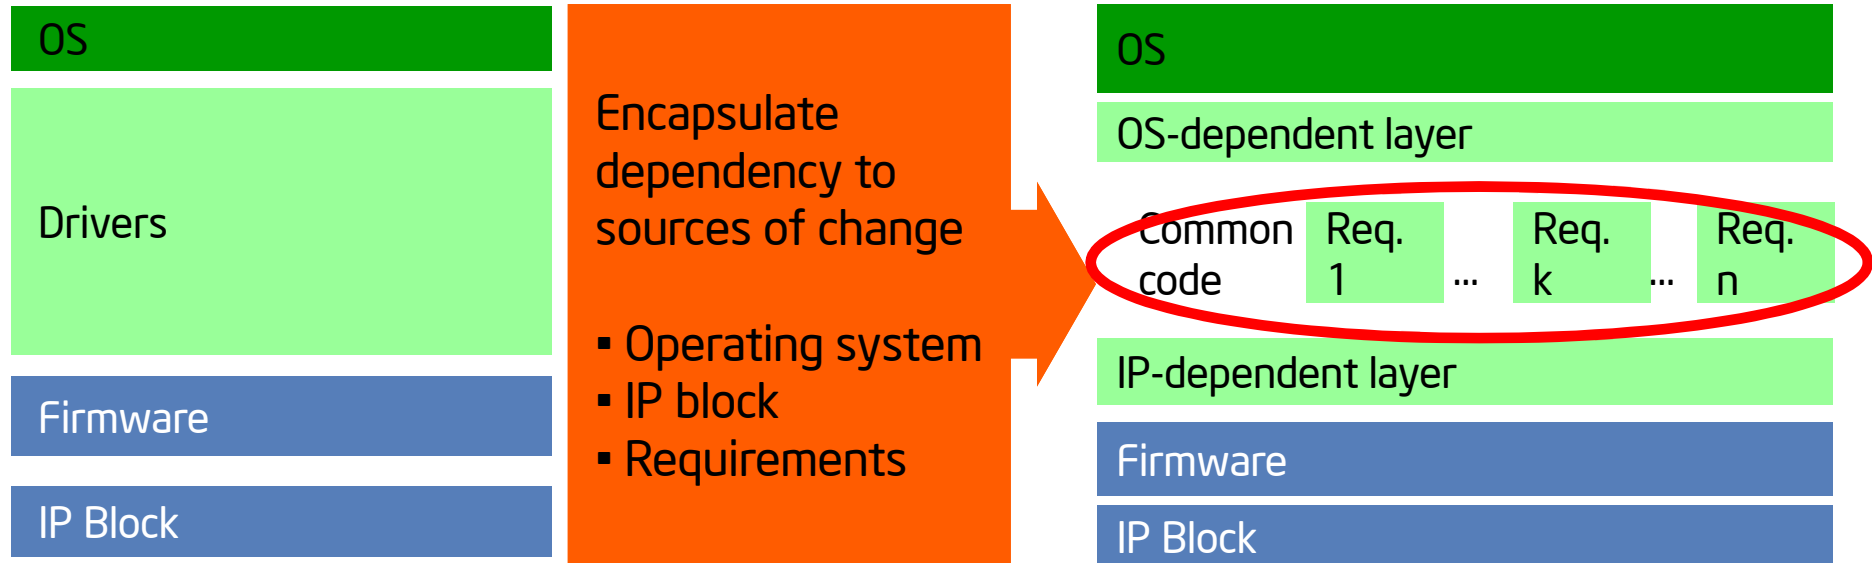 OS
Drivers
Firmware
IP Block
Encapsulate
dependency to
sources of change
▪ Operating system
▪ IP block
▪ Requirements
OS
OS-dependent layer
Common
code
Req.
1
...
Req.
k
...
Req.
n
IP-dependent layer
Firmware
IP Block